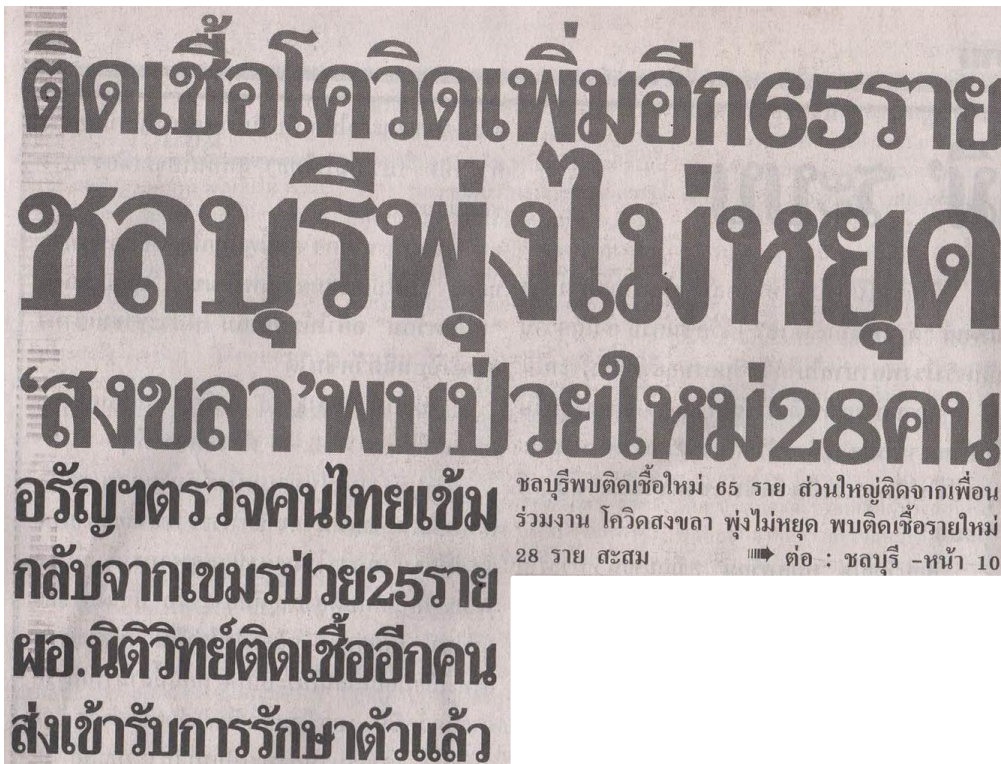 ติดเชื้อโควิดเพิ่มอีก65ราย
ชลบุรีพุ่งไม่หยุด
‘สงขลา’พบป่วยใหม่28คน
อรัญฯตรวจคนไทยเข้ม
กลับจากเขมรป่วย25ราย
ผอ.นิติวิทย์ติดเชื้ออีกคน
ส่งเข้ารับการรักษาตัวแล้ว
ชลบุรีพบติดเชื้อใหม่ 65 ราย ส่วนใหญ่ติดจากเพื่อน
ร่วมงาน โควิดสงขลา พุ่งไม่หยุด พบติดเชื้อรายใหม่
28 ราย สะสม ➠ ต่อ : ชลบุรี -หน้า 10